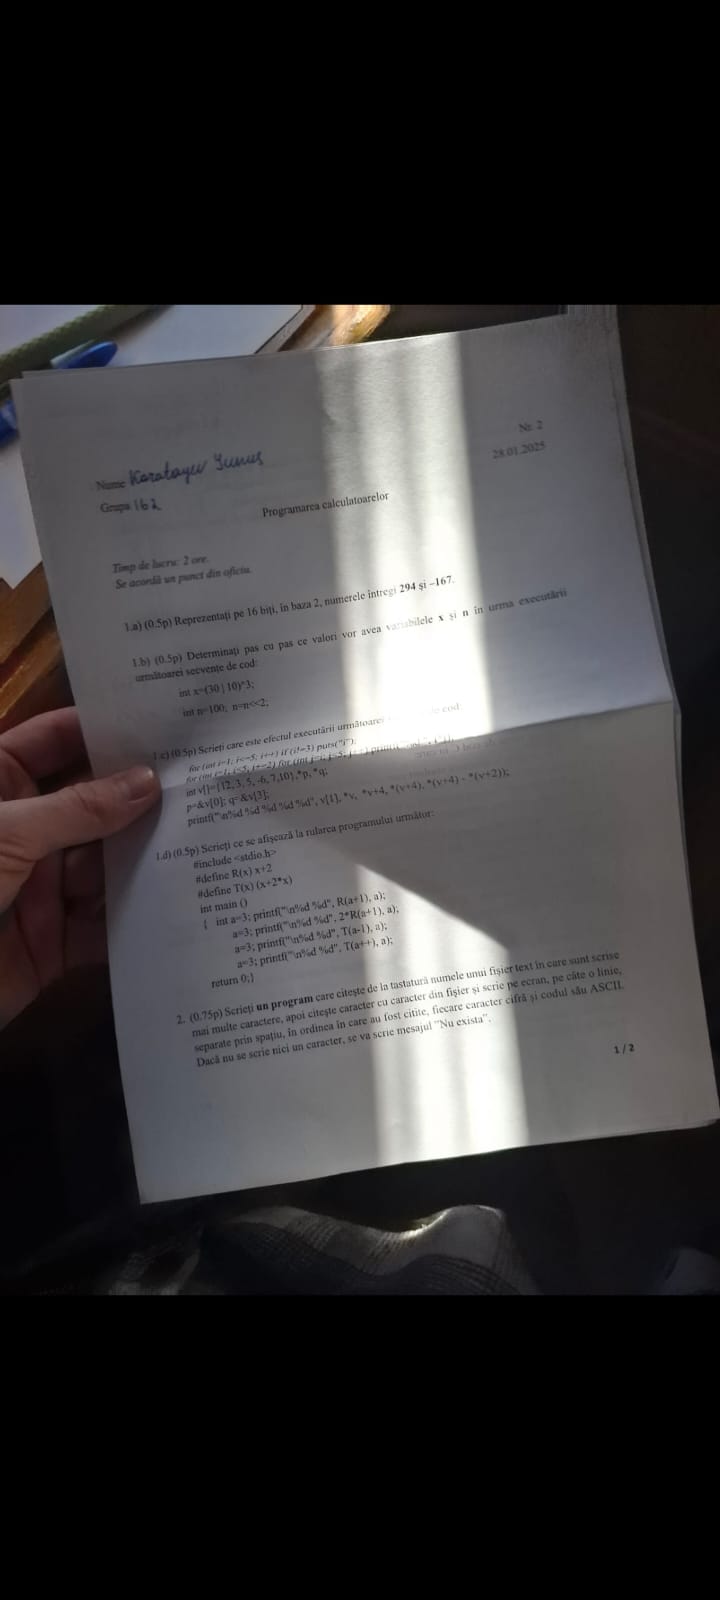 Nr. 2
28.01.2025
Nume Karatayev Yunus
Grupa 162
Programarea calculatoarelor
Timp de lucru: 2 ore.
Se acordă un punct din oficiu.
1.a) (0.5p) Reprezentați pe 16 biți, în baza 2, numerele întregi 294 și –167.
1.b) (0.5p) Determinați pas cu pas ce valori vor avea variabilele x și n în urma executării
următoarei secvențe de cod:
int x=(30 | 10)^3;
int n=100; n=n<<2;
1.c) (0.5p) Scrieți care este efectul executării următoarei de cod:
for (int i=1; i<=5; i++) if (i!=3) puts("i");
for (int i=1; i<5; i+=2) for (int j=i; j<5; j++)
int v[]={12, 3, 5, -6, 7,10},*p, *q;
p=&v[0]; q=&v[3];
printf("\n%d %d %d %d %d", v[1], *v, *v+4, *(v+4), *(v+4) - *(v+2));
1.d) (0.5p) Scrieți ce se afișează la rularea programului următor:
#include <stdio.h>
#define R(x) x+2
#define T(x) (x+2*x)
int main ()
{ int a=3; printf("\n%d %d", R(a+1), a);
a=3; printf("\n%d %d", 2*R(a+1), a);
a=3; printf("\n%d %d", T(a-1), a);
a=3; printf("\n%d %d", T(a++), a);
return 0;}
2. (0.75p) Scrieți un program care citește de la tastatură numele unui fișier text în care sunt scrise
mai multe caractere, apoi citește caracter cu caracter din fișier și scrie pe ecran, pe câte o linie,
separate prin spațiu, în ordinea în care au fost citite, fiecare caracter cifră și codul său ASCII.
Dacă nu se scrie nici un caracter, se va scrie mesajul "Nu exista".
1 / 2